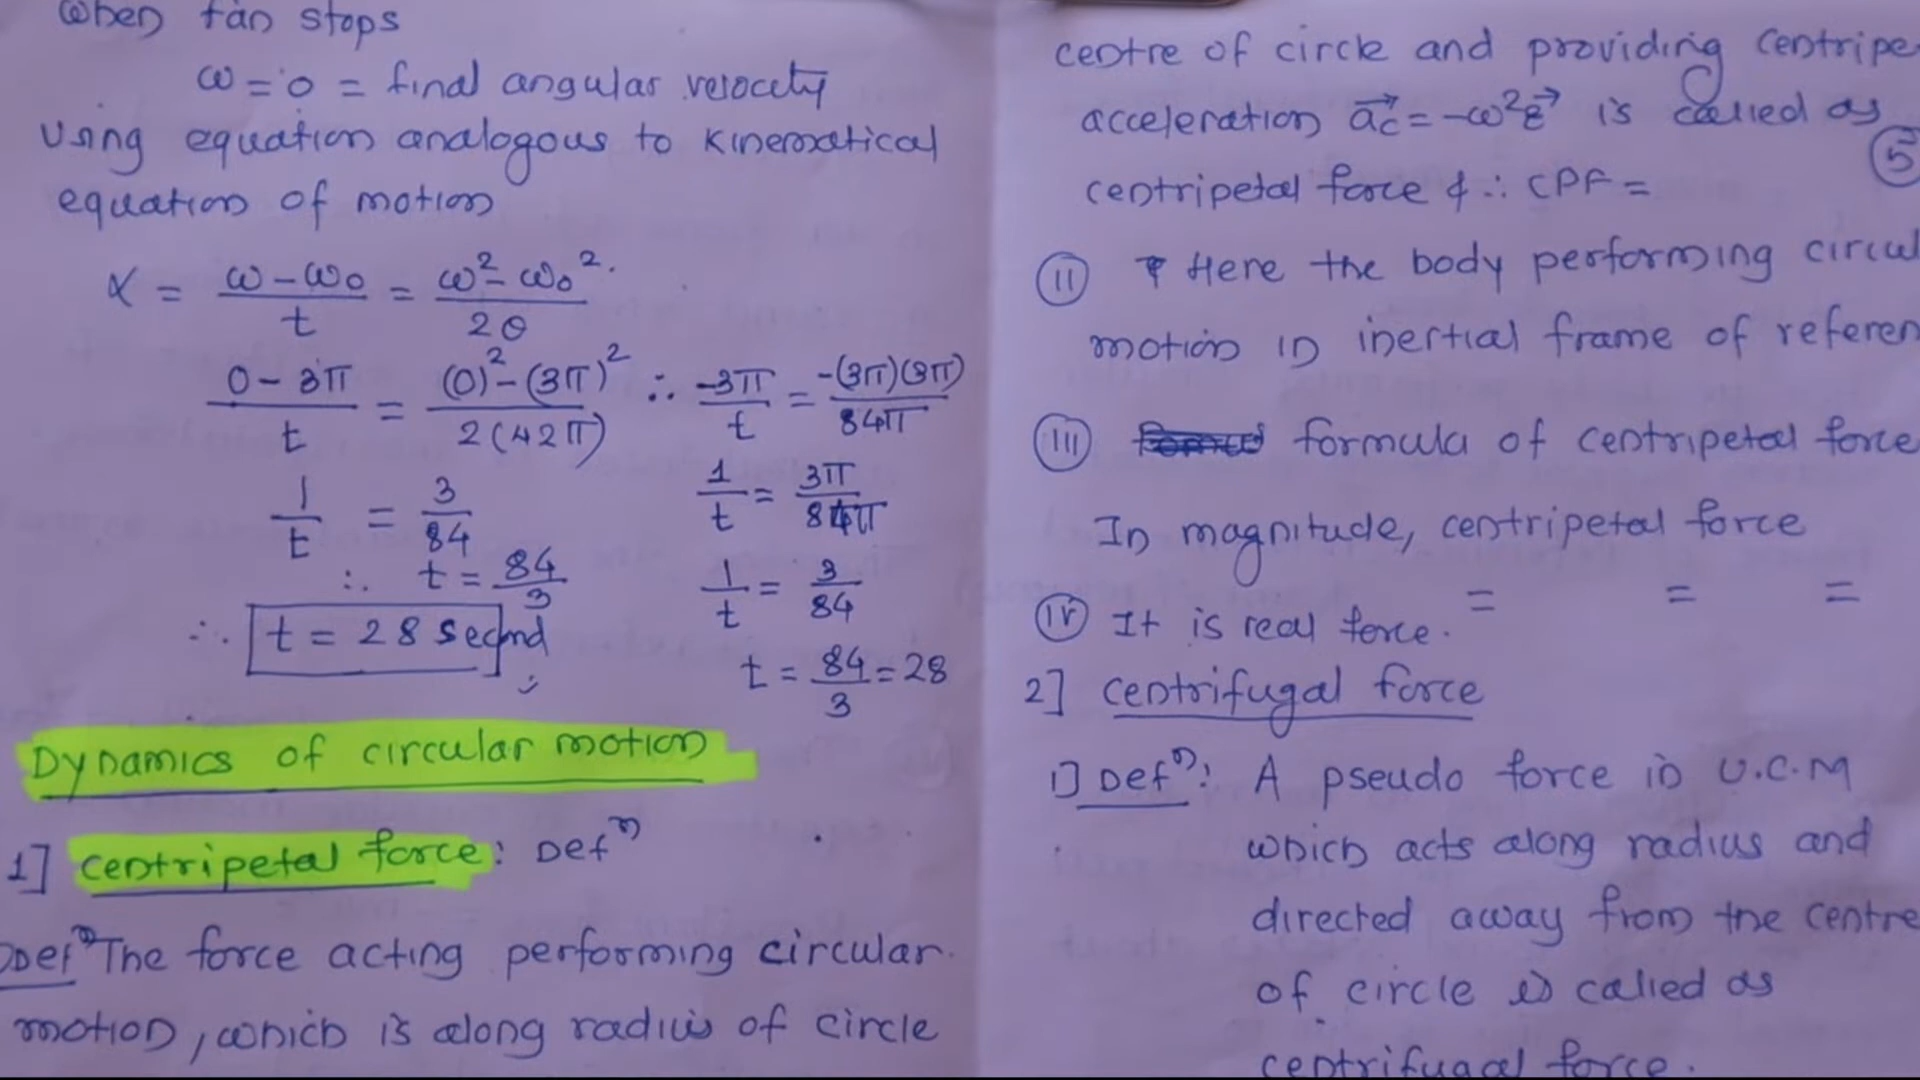 When fan stops
ω = 0 = final angular velocity
Using equation analogous to kinematical
equation of motion
α = ω - ω₀ / t = ω² - ω₀² / 2θ
0 - 3π / t = (0)² - (3π)² / 2(42π) ∴ -3π / t = -(3π)(3π) / 84π
1 / t = 3 / 84
∴ t = 84 / 3
∴ t = 28 second
1 / t = 3π / 84π
1 / t = 3 / 84
t = 84 / 3 = 28
Dynamics of circular motion
1] centripetal force : Defⁿ
Defⁿ The force acting performing circular
motion, which is along radius of circle
centre of circle and providing centripe
acceleration a⃗c = -ω²r⃗ is called as
5
centripetal force & ∴ CPF =
(II) Here the body performing circul
motion in inertial frame of referen
(III) formula of centripetal force
In magnitude, centripetal force
= = =
(IV) It is real force.
2] centrifugal force
1] Defⁿ: A pseudo force in U.C.M
which acts along radius and
directed away from the centre
of circle is called as
centrifugal force.